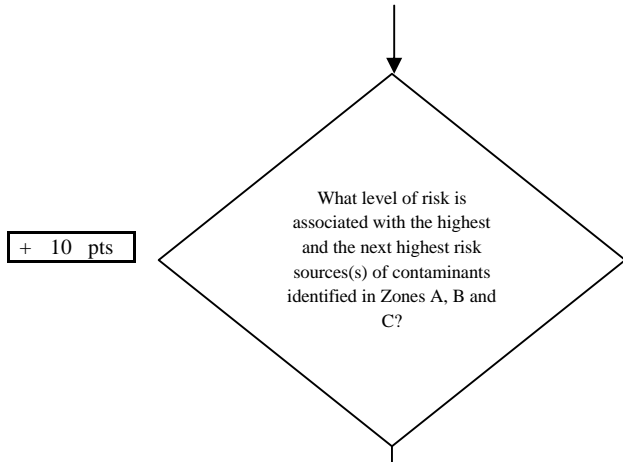 What level of risk is
associated with the highest
and the next highest risk
sources(s) of contaminants
identified in Zones A, B and
C?
+ 10 pts